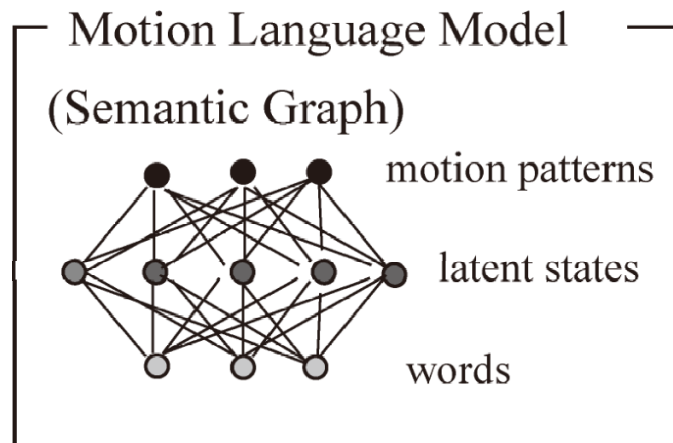 Motion Language Model
(Semantic Graph)
motion patterns
latent states
words